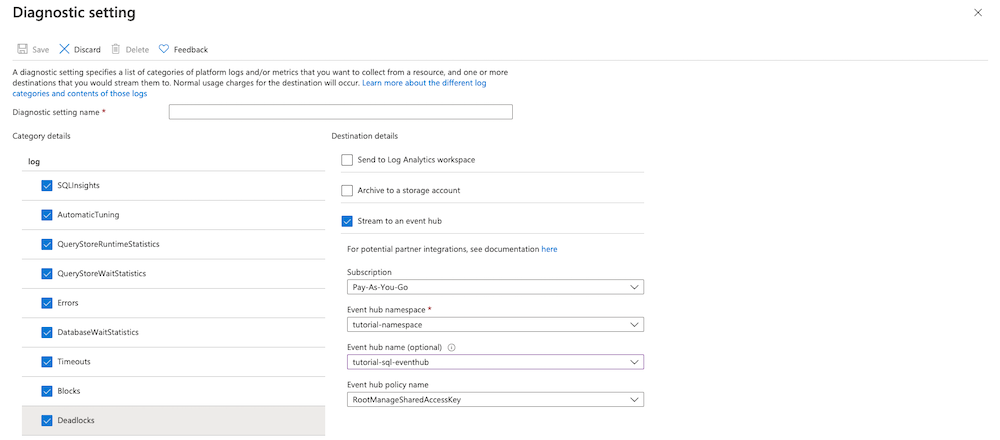 Diagnostic setting
Save Discard Delete Feedback
A diagnostic setting specifies a list of categories of platform logs and/or metrics that you want to collect from a resource, and one or more
destinations that you would stream them to. Normal usage charges for the destination will occur. Learn more about the different log
categories and contents of those logs
Diagnostic setting name *
Category details
log
SQLInsights
AutomaticTuning
QueryStoreRuntimeStatistics
QueryStoreWaitStatistics
Errors
DatabaseWaitStatistics
Timeouts
Blocks
Deadlocks
Destination details
Send to Log Analytics workspace
Archive to a storage account
Stream to an event hub
For potential partner integrations, see documentation here
Subscription
Pay-As-You-Go
Event hub namespace *
tutorial-namespace
Event hub name (optional)
tutorial-sql-eventhub
Event hub policy name
RootManageSharedAccessKey